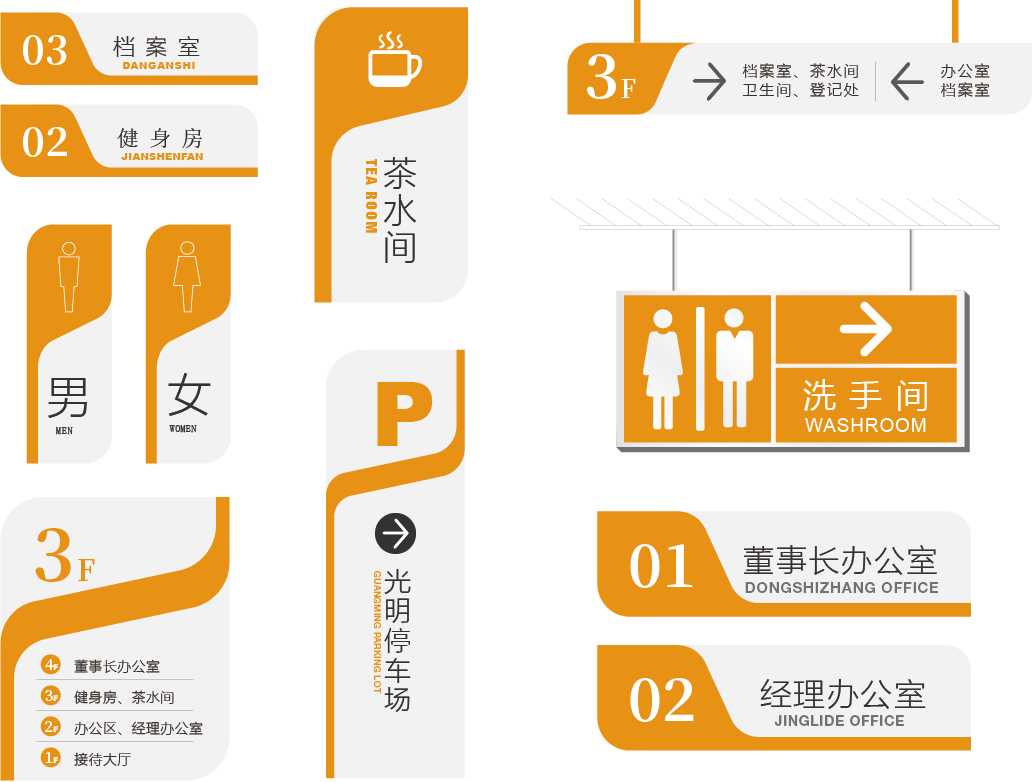 03
档案室
DANGANSHI
02
健身房
JIANSHENFAN
男
MEN
女
WOMEN
3F
4F 董事长办公室
3F 健身房、茶水间
2F 办公区、经理办公室
1F 接待大厅
茶水间
TEA ROOM
P
光明停车场
GUANGMING PARKING LOT
3F
档案室、茶水间
卫生间、登记处
办公室
档案室
洗手间
WASHROOM
01
董事长办公室
DONGSHIZHANG OFFICE
02
经理办公室
JINGLIDE OFFICE